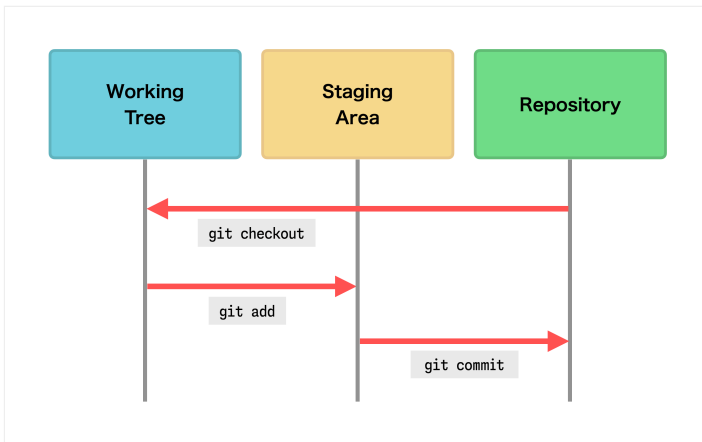 Working
Tree
Staging
Area
Repository
git checkout
git add
git commit